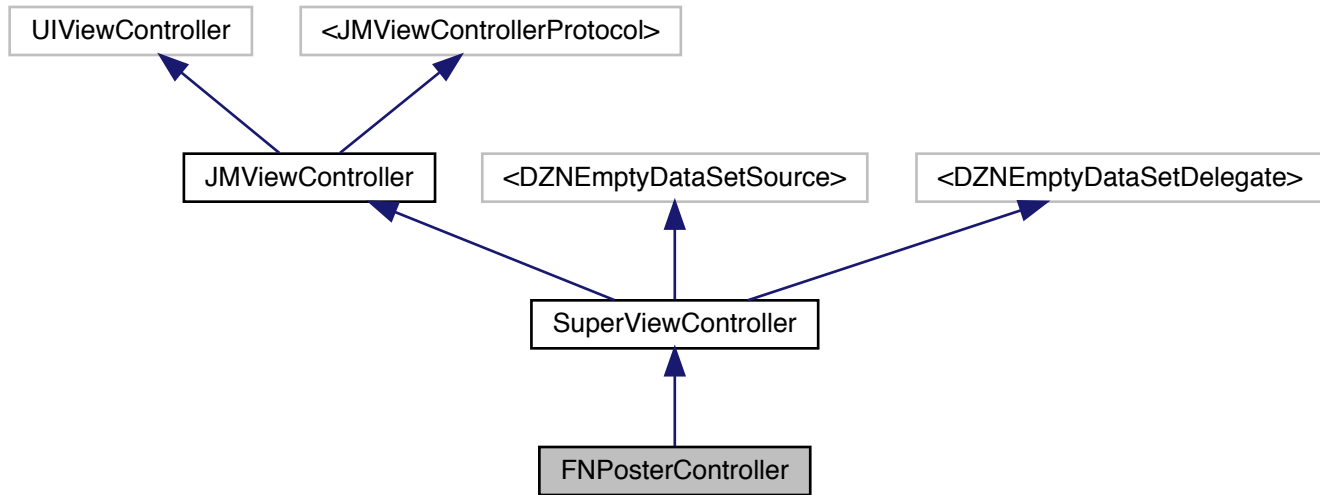 UIViewController
<JMViewControllerProtocol>
JMViewController
<DZNEmptyDataSetSource>
<DZNEmptyDataSetDelegate>
SuperViewController
FNPosterController